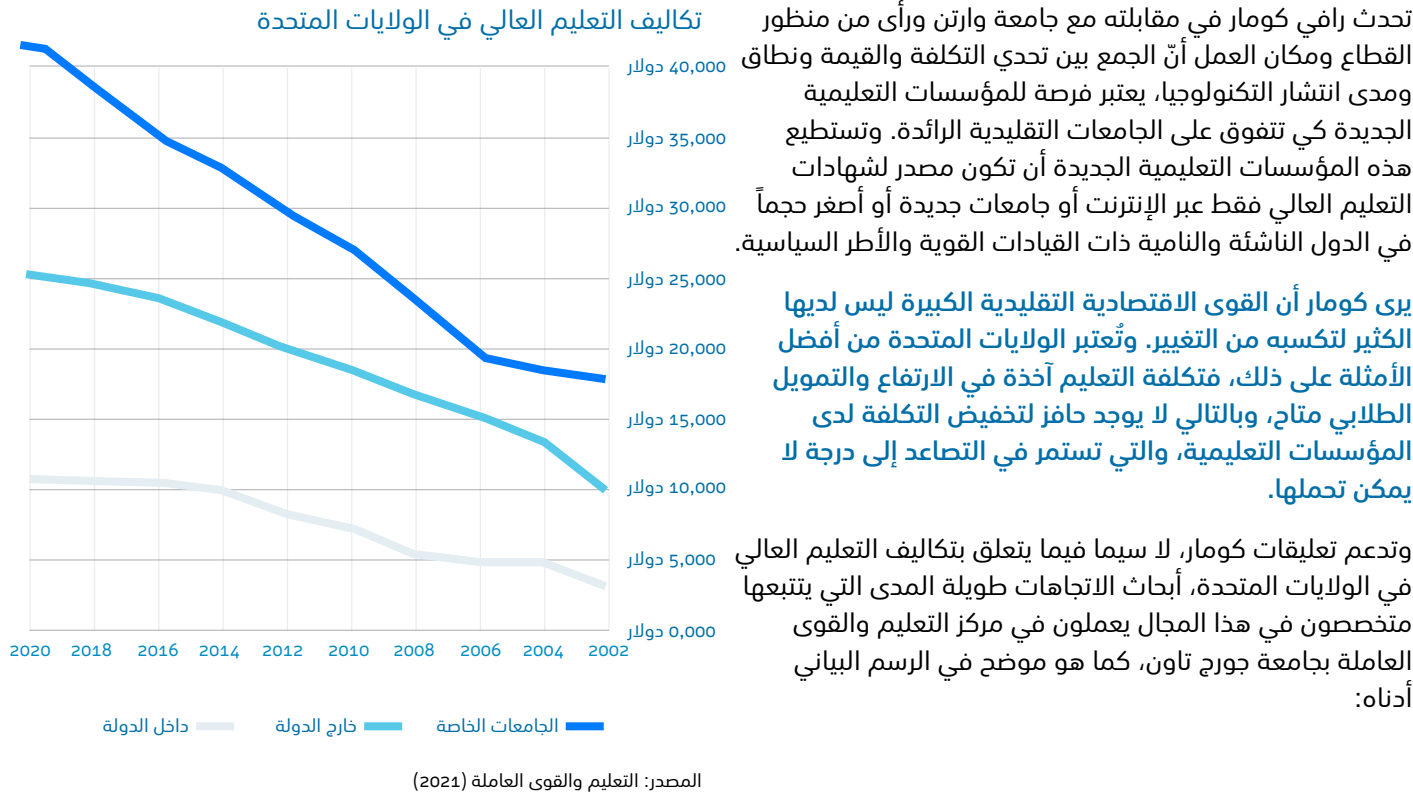 تحدث رافي كومار في مقابلته مع جامعة وارتن ورأى من منظور
القطاع ومكان العمل أنّ الجمع بين تحدي التكلفة والقيمة ونطاق
ومدى انتشار التكنولوجيا، يعتبر فرصة للمؤسسات التعليمية
الجديدة كي تتفوق على الجامعات التقليدية الرائدة. وتستطيع
هذه المؤسسات التعليمية الجديدة أن تكون مصدر لشهادات
التعليم العالي فقط عبر الإنترنت أو جامعات جديدة أو أصغر حجماً
في الدول الناشئة والنامية ذات القيادات القوية والأطر السياسية.
يرى كومار أن القوى الاقتصادية التقليدية الكبيرة ليس لديها
الكثير لتكسبه من التغيير. وتُعتبر الولايات المتحدة من أفضل
الأمثلة على ذلك، فتكلفة التعليم آخذة في الارتفاع والتمويل
الطلابي متاح، وبالتالي لا يوجد حافز لتخفيض التكلفة لدى
المؤسسات التعليمية، والتي تستمر في التصاعد إلى درجة لا
يمكن تحملها.
وتدعم تعليقات كومار، لا سيما فيما يتعلق بتكاليف التعليم العالي
في الولايات المتحدة، أبحاث الاتجاهات طويلة المدى التي يتتبعها
متخصصون في هذا المجال يعملون في مركز التعليم والقوى
العاملة بجامعة جورج تاون، كما هو موضح في الرسم البياني
أدناه:
تكاليف التعليم العالي في الولايات المتحدة
40,000 دولار
35,000 دولار
30,000 دولار
25,000 دولار
20,000 دولار
15,000 دولار
10,000 دولار
5,000 دولار
0,000 دولار
2020 2018 2016 2014 2012 2010 2008 2006 2004 2002
الجامعات الخاصة خارج الدولة داخل الدولة
المصدر: التعليم والقوى العاملة (2021)